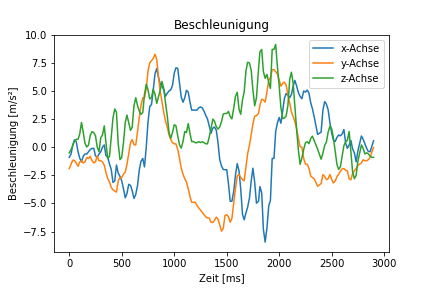 Beschleunigung
Beschleunigung [m/s²]
10.0
7.5
5.0
2.5
0.0
−2.5
−5.0
−7.5
x-Achse
y-Achse
z-Achse
0
500
1000
1500
2000
2500
3000
Zeit [ms]